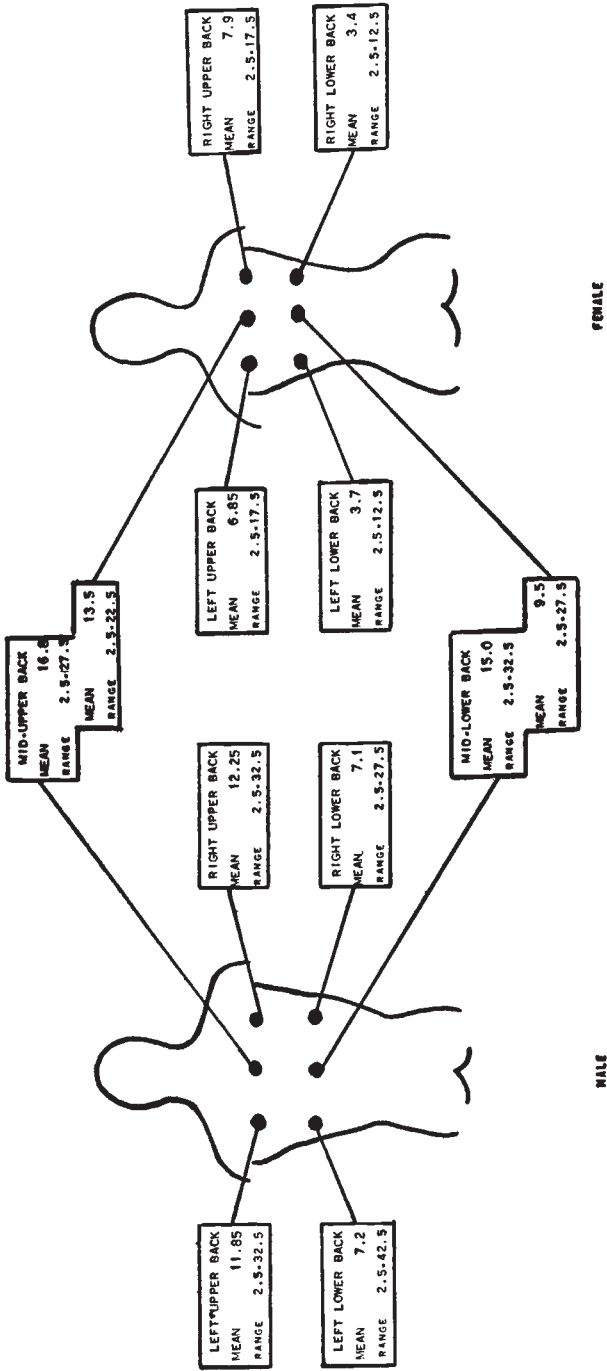 MID-UPPER BACK
MEAN 16.8
RANGE 2.5-27.5
MEAN 13.5
RANGE 2.5-22.5
LEFT UPPER BACK
MEAN 11.85
RANGE 2.5-32.5
RIGHT UPPER BACK
MEAN 12.25
RANGE 2.5-32.5
LEFT UPPER BACK
MEAN 6.85
RANGE 2.5-17.5
RIGHT UPPER BACK
MEAN 7.9
RANGE 2.5-17.5
LEFT LOWER BACK
MEAN 7.2
RANGE 2.5-42.5
RIGHT LOWER BACK
MEAN 7.1
RANGE 2.5-27.5
LEFT LOWER BACK
MEAN 3.7
RANGE 2.5-12.5
RIGHT LOWER BACK
MEAN 3.4
RANGE 2.5-12.5
MID-LOWER BACK
MEAN 15.0
RANGE 2.5-32.5
MEAN 9.5
RANGE 2.5-27.5
MALE
FEMALE